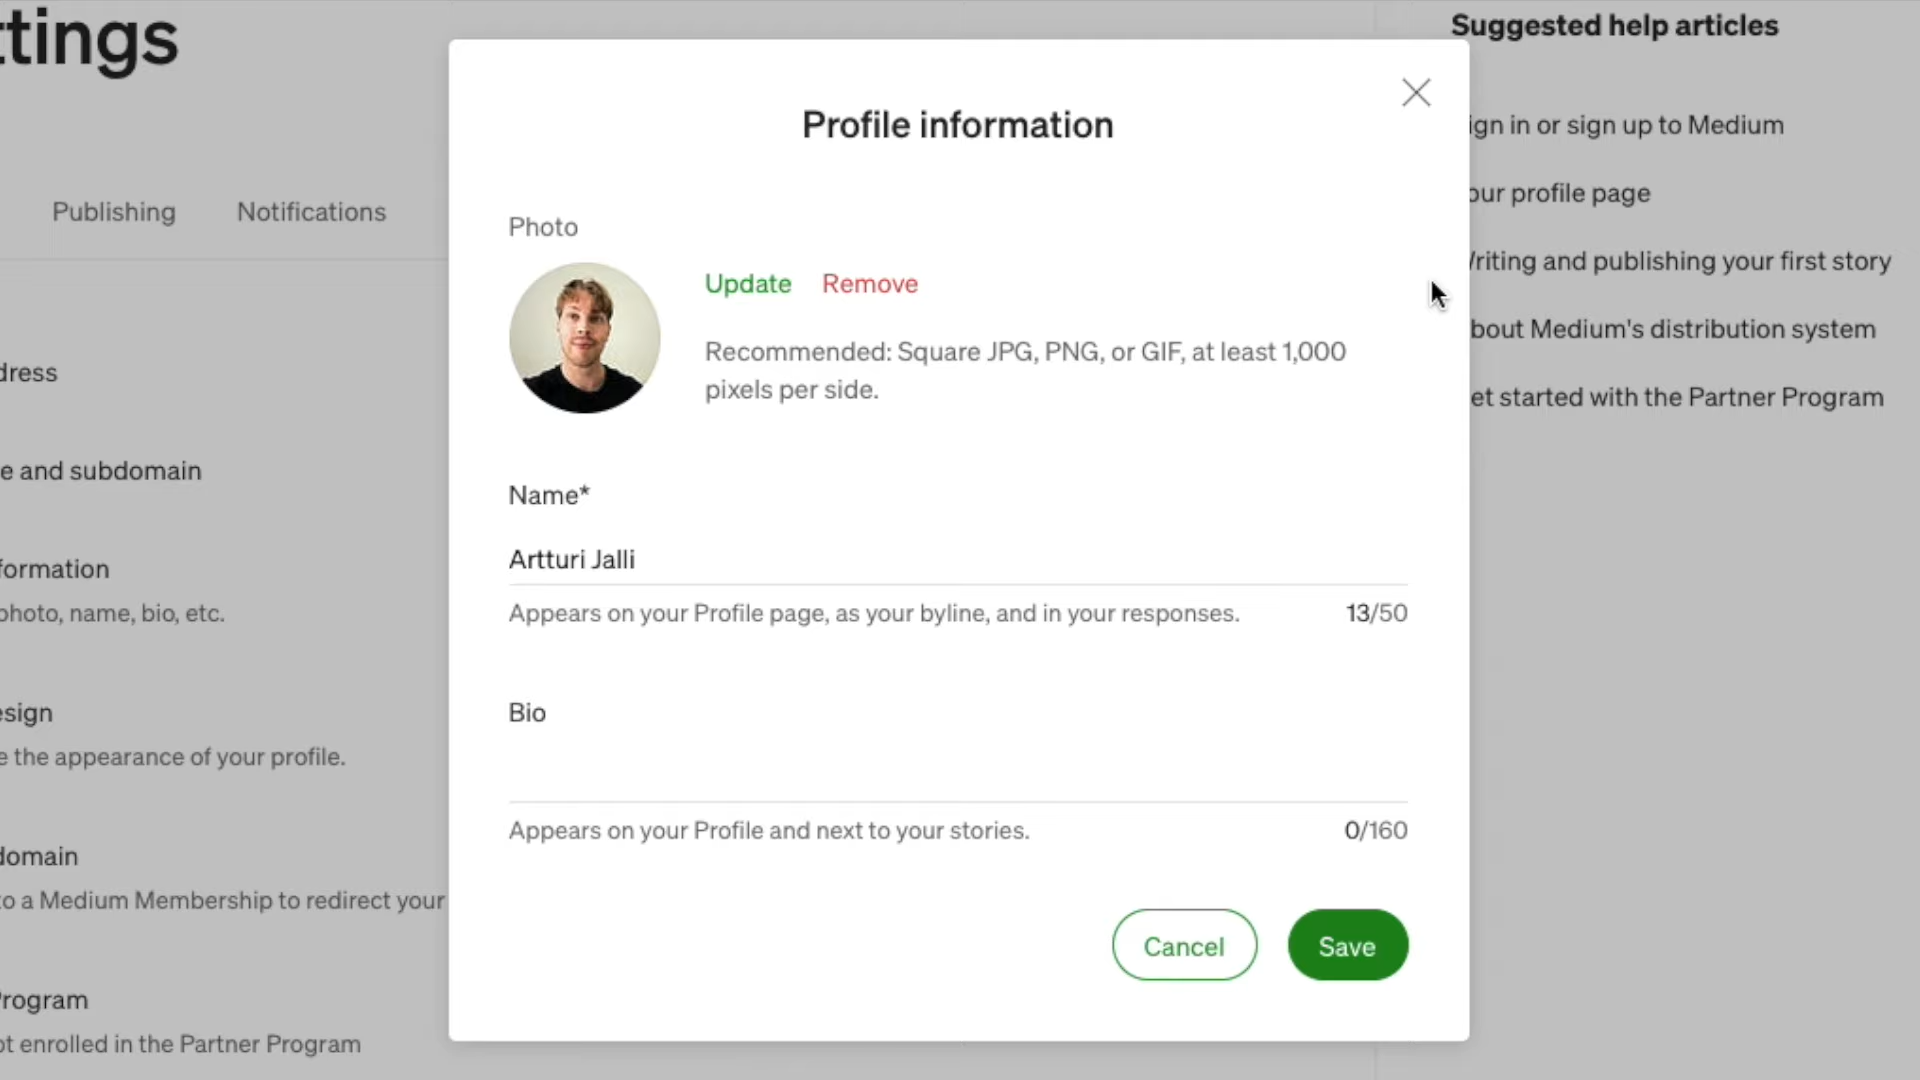 ttings
Publishing
Notifications
dress
e and subdomain
formation
photo, name, bio, etc.
esign
e the appearance of your profile.
domain
to a Medium Membership to redirect your
Program
ot enrolled in the Partner Program
Profile information
Photo
Update
Remove
Recommended: Square JPG, PNG, or GIF, at least 1,000
pixels per side.
Name*
Artturi Jalli
Appears on your Profile page, as your byline, and in your responses.
13/50
Bio
Appears on your Profile and next to your stories.
0/160
Cancel
Save
Suggested help articles
ign in or sign up to Medium
our profile page
riting and publishing your first story
bout Medium's distribution system
et started with the Partner Program